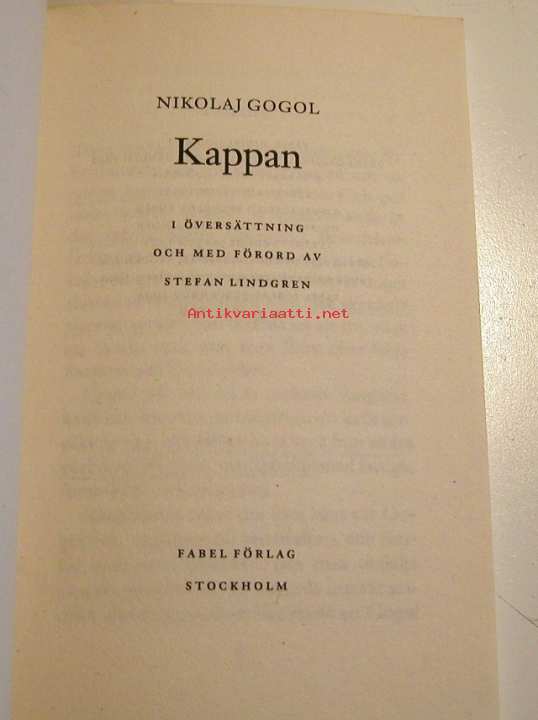 NIKOLAJ GOGOL
Kappan
I ÖVERSÄTTNING
OCH MED FÖRORD AV
STEFAN LINDGREN
Antikvariaatti.net
FABEL FÖRLAG
STOCKHOLM